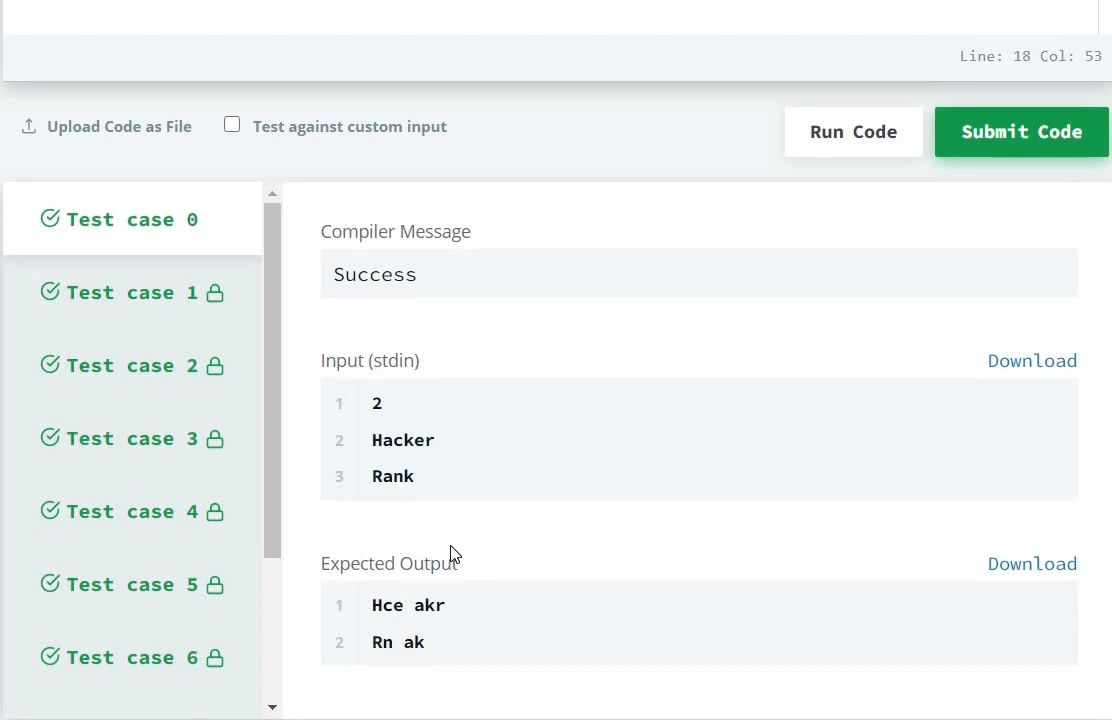 Line: 18 Col: 53
Upload Code as File
Test against custom input
Run Code
Submit Code
Test case 0
Test case 1
Test case 2
Test case 3
Test case 4
Test case 5
Test case 6
Compiler Message
Success
Input (stdin)
Download
1 2
2 Hacker
3 Rank
Expected Output
Download
1 Hce akr
2 Rn ak